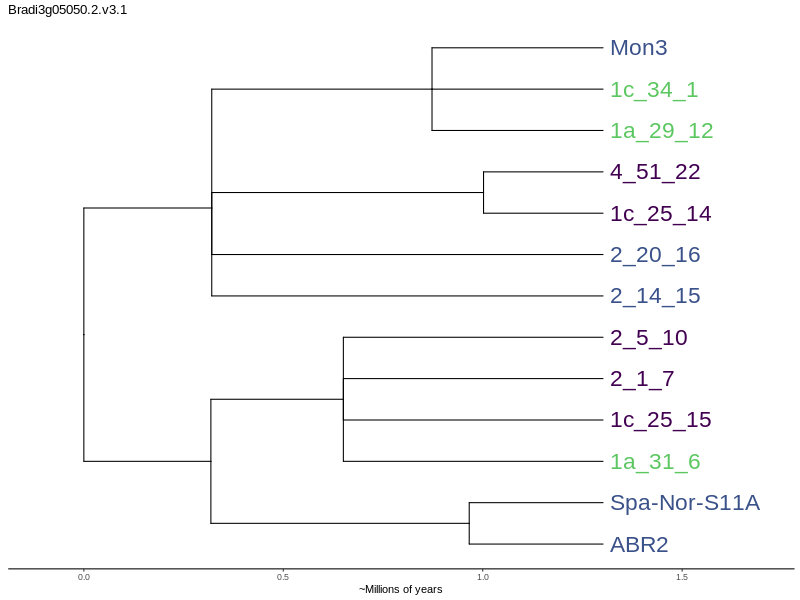 Bradi3g05050.2.v3.1
Mon3
1c_34_1
1a_29_12
4_51_22
1c_25_14
2_20_16
2_14_15
2_5_10
2_1_7
1c_25_15
1a_31_6
Spa-Nor-S11A
ABR2
0.0 0.5 1.0 1.5
~Millions of years